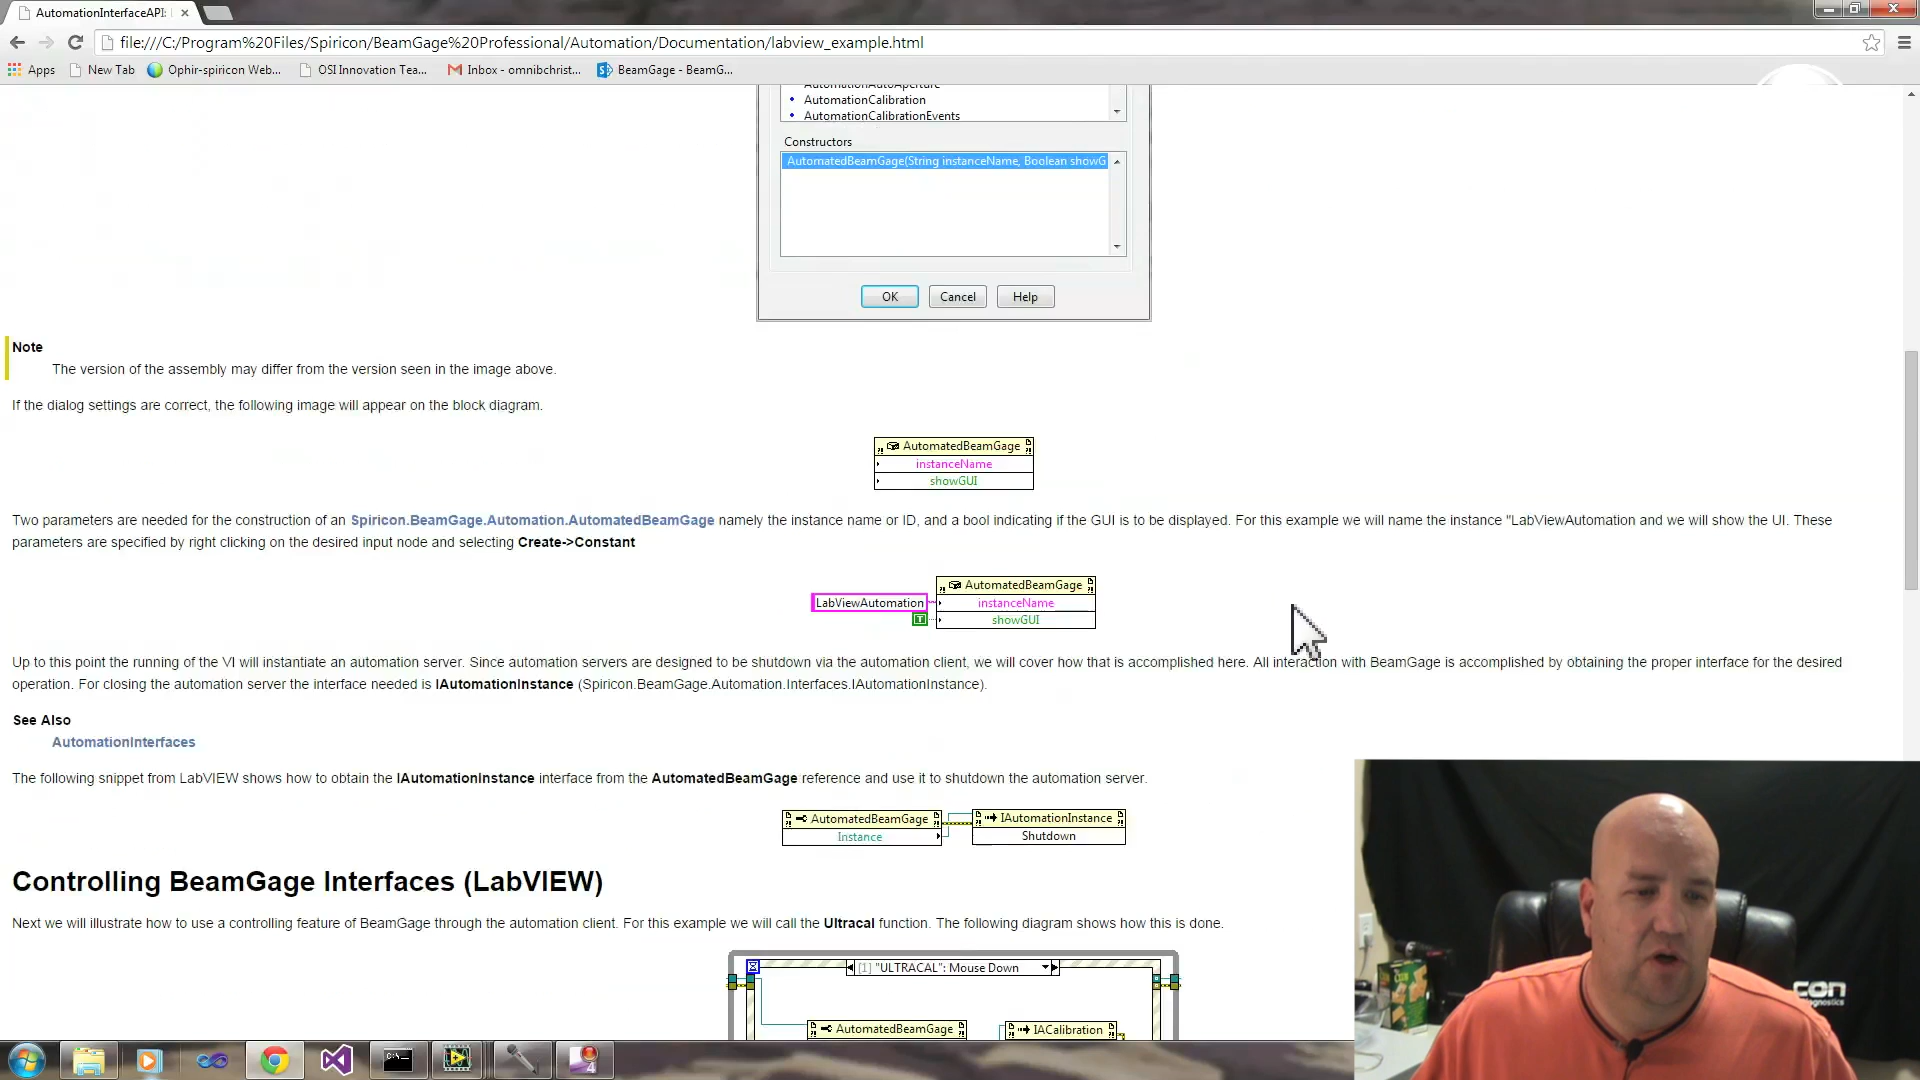 AutomationInterfaceAPI:
file:///C:/Program%20Files/Spiricon/BeamGage%20Professional/Automation/Documentation/labview_example.html
Apps
New Tab
Ophir-spiricon Web...
OSI Innovation Tea...
Inbox - omnibchrist...
BeamGage - BeamG...
AutomationAutoAperture
AutomationCalibration
AutomationCalibrationEvents
Constructors
AutomatedBeamGage(String instanceName, Boolean showG
OK
Cancel
Help
Note
The version of the assembly may differ from the version seen in the image above.
If the dialog settings are correct, the following image will appear on the block diagram.
AutomatedBeamGage
instanceName
showGUI
Two parameters are needed for the construction of an Spiricon.BeamGage.Automation.AutomatedBeamGage namely the instance name or ID, and a bool indicating if the GUI is to be displayed. For this example we will name the instance "LabViewAutomation and we will show the UI. These
parameters are specified by right clicking on the desired input node and selecting Create->Constant
AutomatedBeamGage
LabViewAutomation
instanceName
T
showGUI
Up to this point the running of the VI will instantiate an automation server. Since automation servers are designed to be shutdown via the automation client, we will cover how that is accomplished here. All interaction with BeamGage is accomplished by obtaining the proper interface for the desired
operation. For closing the automation server the interface needed is IAutomationInstance (Spiricon.BeamGage.Automation.Interfaces.IAutomationInstance).
See Also
AutomationInterfaces
The following snippet from LabVIEW shows how to obtain the IAutomationInstance interface from the AutomatedBeamGage reference and use it to shutdown the automation server.
AutomatedBeamGage
IAutomationInstance
Instance
Shutdown
Controlling BeamGage Interfaces (LabVIEW)
Next we will illustrate how to use a controlling feature of BeamGage through the automation client. For this example we will call the Ultracal function. The following diagram shows how this is done.
[1] "ULTRACAL": Mouse Down
AutomatedBeamGage
IACalibration
con
C:\_
4